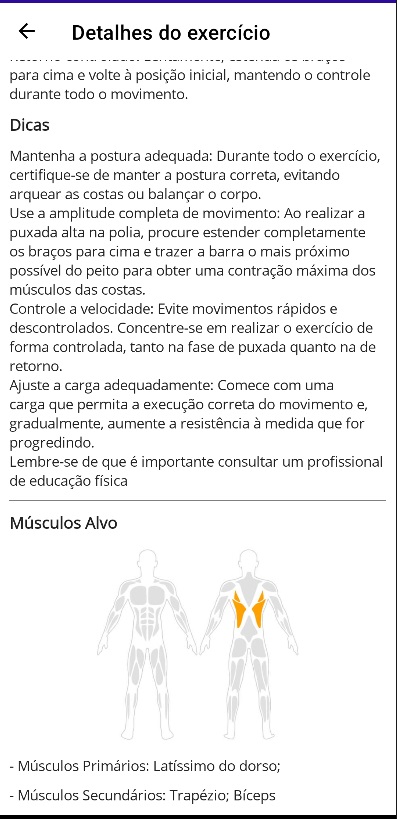 Detalhes do exercício
para cima e volte à posição inicial, mantendo o controle
durante todo o movimento.
Dicas
Mantenha a postura adequada: Durante todo o exercício,
certifique-se de manter a postura correta, evitando
arquear as costas ou balançar o corpo.
Use a amplitude completa de movimento: Ao realizar a
puxada alta na polia, procure estender completamente
os braços para cima e trazer a barra o mais próximo
possível do peito para obter uma contração máxima dos
músculos das costas.
Controle a velocidade: Evite movimentos rápidos e
descontrolados. Concentre-se em realizar o exercício de
forma controlada, tanto na fase de puxada quanto na de
retorno.
Ajuste a carga adequadamente: Comece com uma
carga que permita a execução correta do movimento e,
gradualmente, aumente a resistência à medida que for
progredindo.
Lembre-se de que é importante consultar um profissional
de educação física
Músculos Alvo
- Músculos Primários: Latíssimo do dorso;
- Músculos Secundários: Trapézio; Bíceps